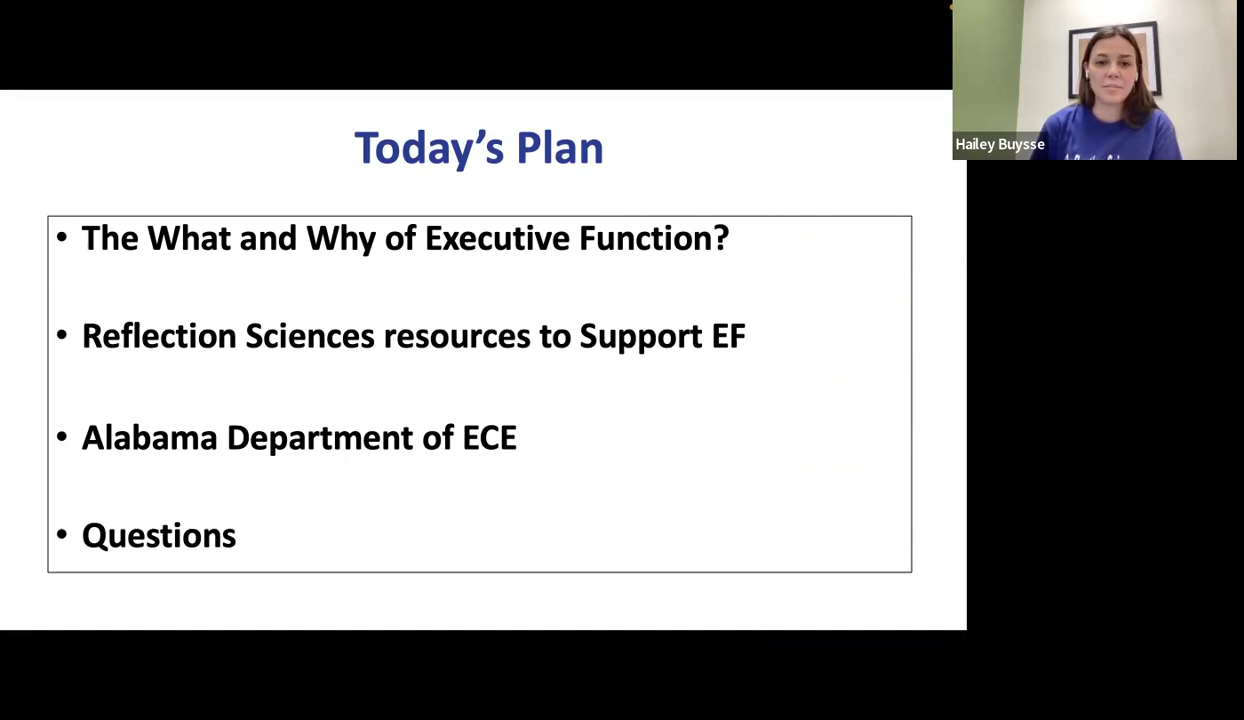 Today's Plan
• The What and Why of Executive Function?
• Reflection Sciences resources to Support EF
• Alabama Department of ECE
• Questions
Hailey Buysse